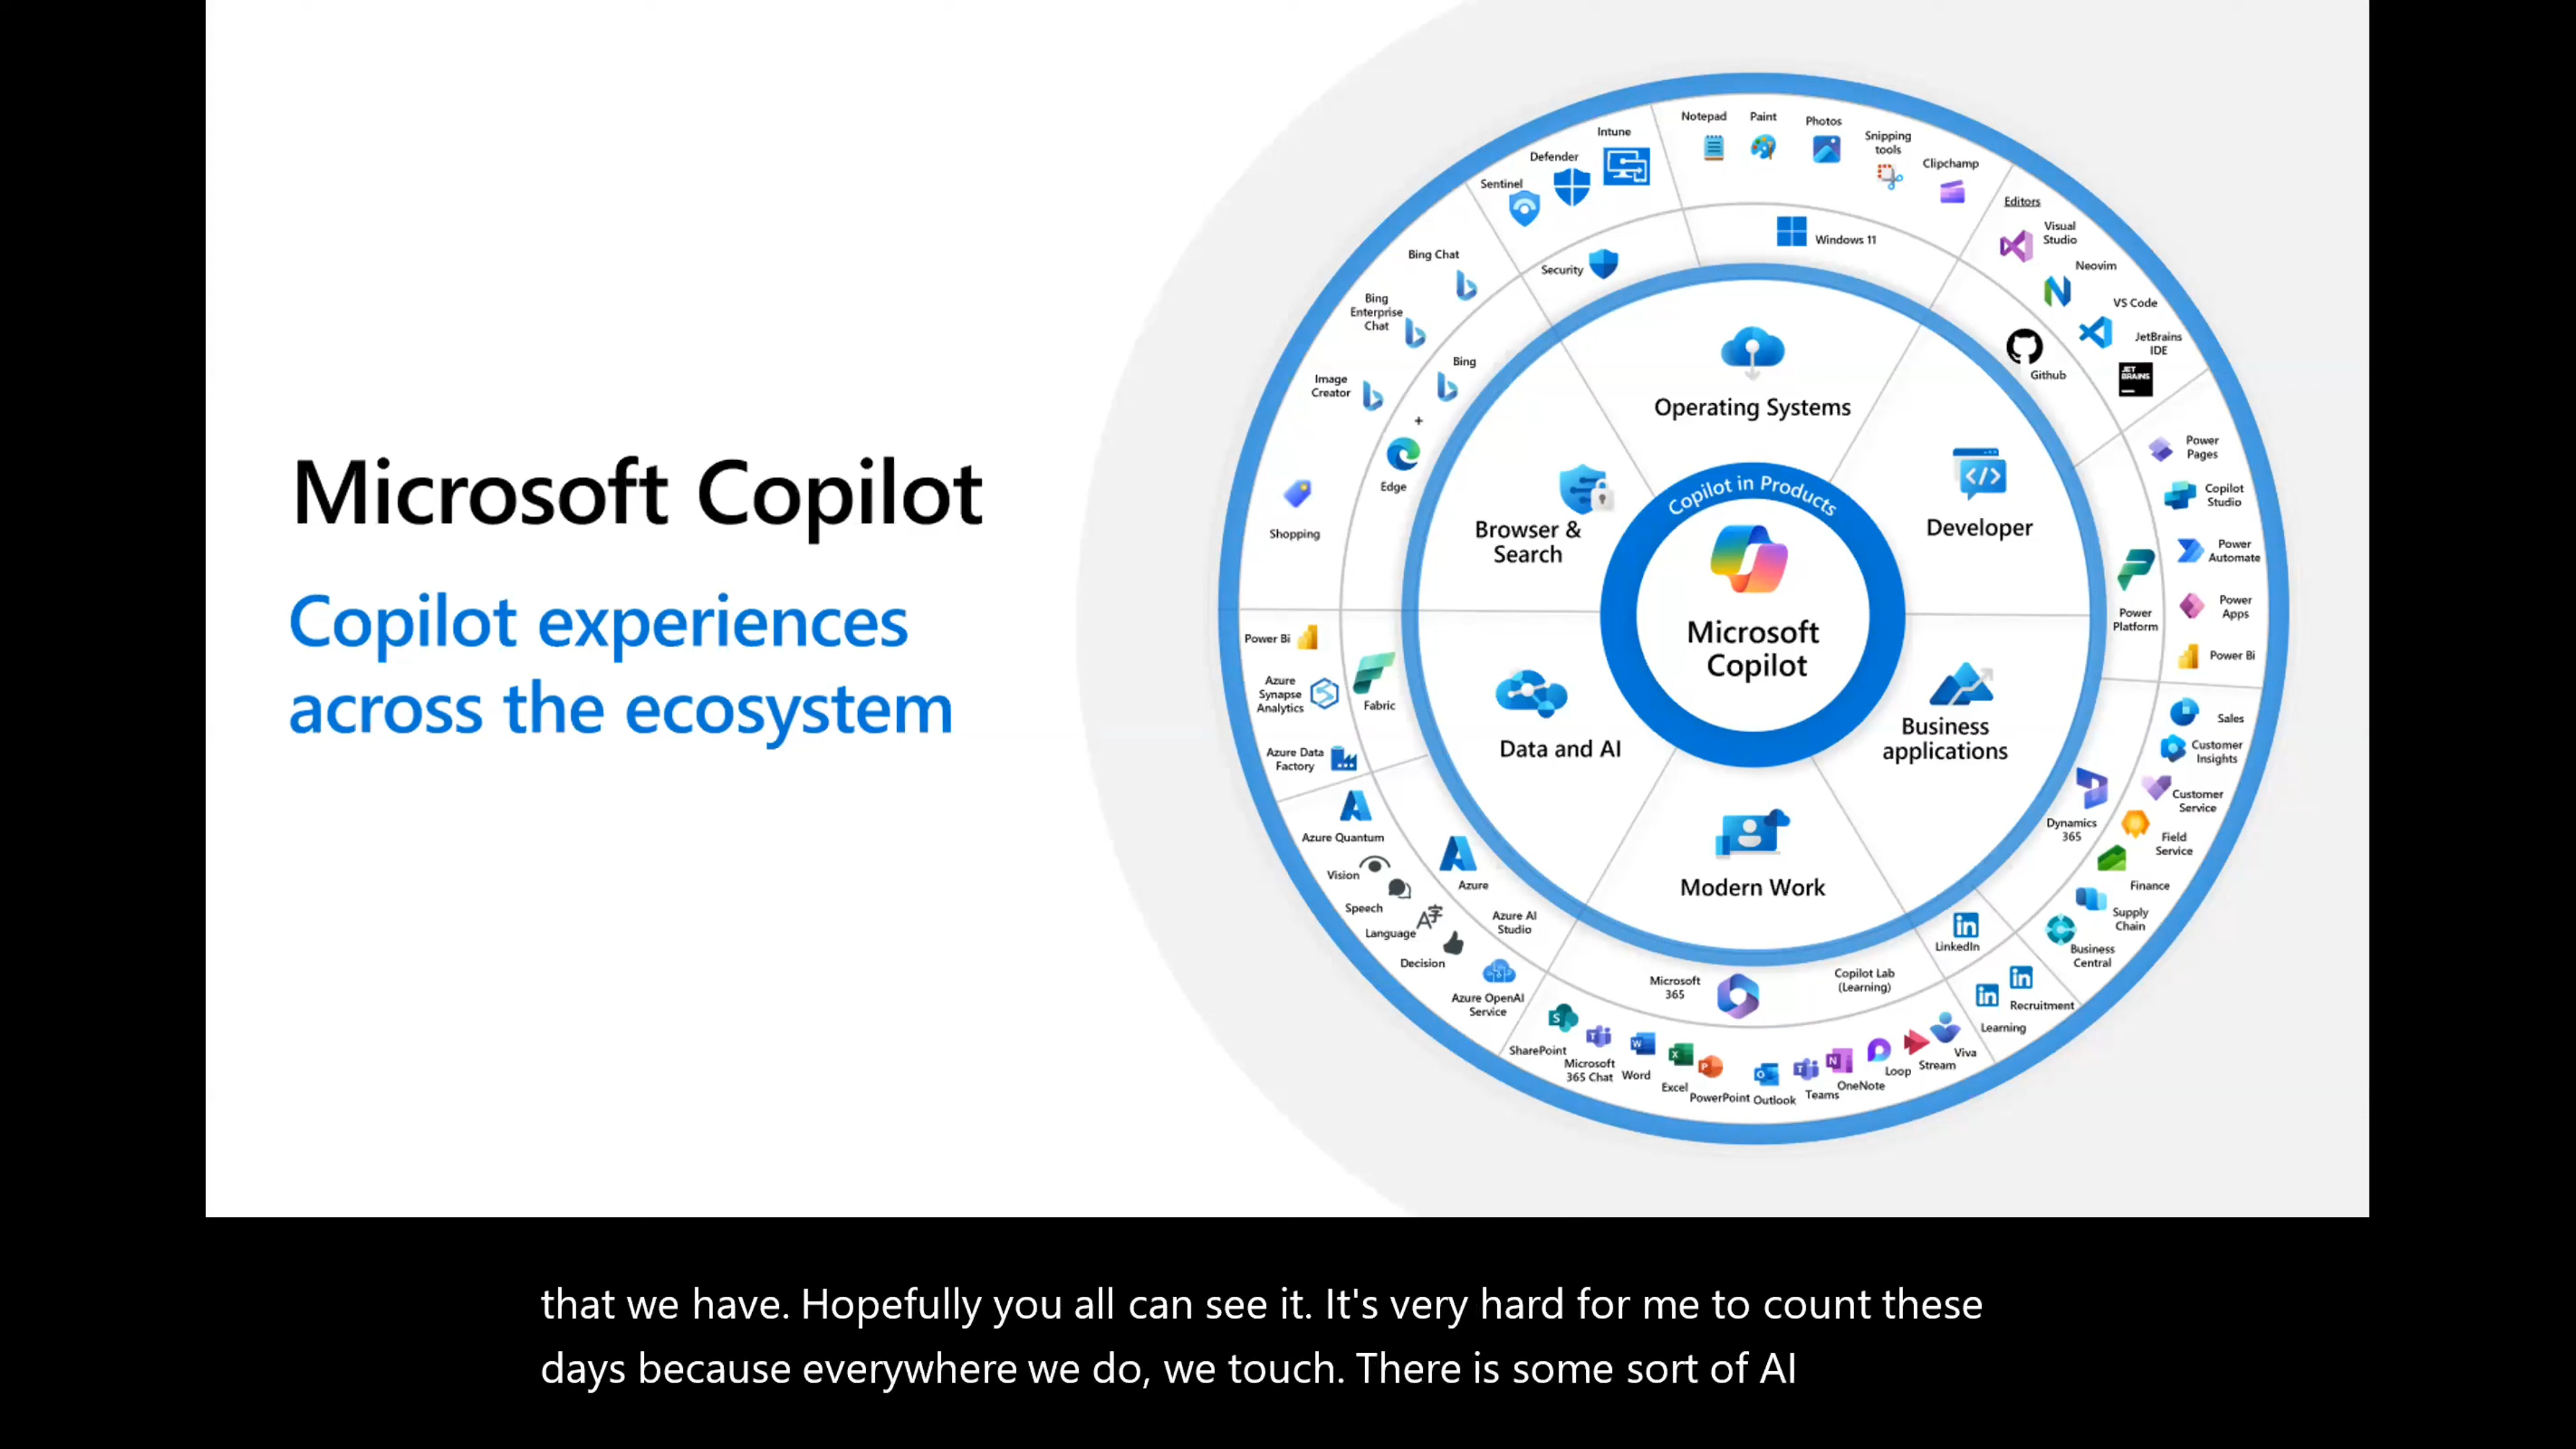 Microsoft Copilot
Copilot experiences
across the ecosystem
Copilot in Products
Microsoft
Copilot
Operating Systems
Developer
Business
applications
Modern Work
Data and AI
Browser &
Search
Windows 11
Notepad
Paint
Photos
Snipping
tools
Clipchamp
Github
Editors
Visual
Studio
Neovim
VS Code
JetBrains
IDE
JET
BRAINS
Power
Platform
Power
Pages
Copilot
Studio
Power
Automate
Power
Apps
Power Bi
Dynamics
365
Sales
Customer
Insights
Customer
Service
Field
Service
Finance
Supply
Chain
Business
Central
LinkedIn
in
in
in
Recruitment
Learning
Microsoft
365
Copilot Lab
(Learning)
Viva
Stream
Loop
OneNote
Teams
Outlook
PowerPoint
Excel
Word
Microsoft
365 Chat
SharePoint
Azure
Azure AI
Studio
Azure OpenAI
Service
Decision
Language
Speech
Vision
Azure Quantum
Fabric
Azure Data
Factory
Azure
Synapse
Analytics
Power Bi
Bing
+
Edge
Shopping
Image
Creator
Bing
Enterprise
Chat
Bing Chat
Security
Sentinel
Defender
Intune
that we have. Hopefully you all can see it. It's very hard for me to count these
days because everywhere we do, we touch. There is some sort of AI